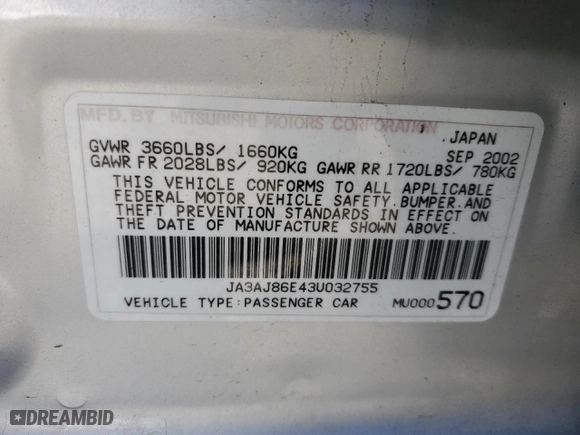 MFD. BY MITSUBISHI MOTORS CORPORATION
JAPAN
GVWR 3660LBS/ 1660KG SEP 2002
GAWR FR 2028LBS/ 920KG GAWR RR 1720LBS/ 780KG
THIS VEHICLE CONFORMS TO ALL APPLICABLE
FEDERAL MOTOR VEHICLE SAFETY.BUMPER.AND
THEFT PREVENTION STANDARDS IN EFFECT ON
THE DATE OF MANUFACTURE SHOWN ABOVE.
JA3AJ86E43U032755
VEHICLE TYPE:PASSENGER CAR MU000570
DREAMBID